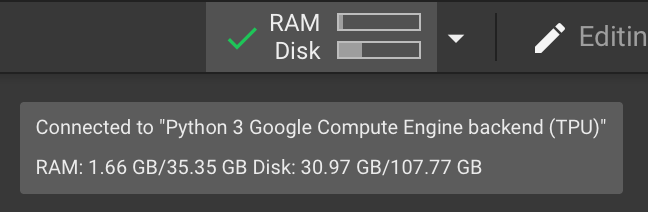 RAM
Disk
Editin
Connected to "Python 3 Google Compute Engine backend (TPU)"
RAM: 1.66 GB/35.35 GB Disk: 30.97 GB/107.77 GB